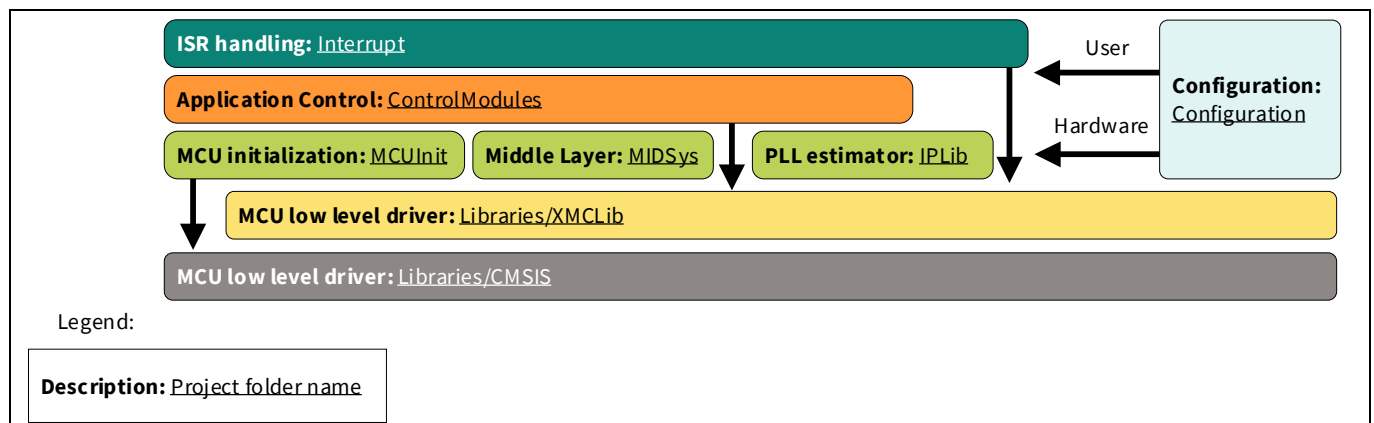 ISR handling: Interrupt
User
Configuration:
Configuration
Application Control: ControlModules
Hardware
MCU initialization: MCUInit
Middle Layer: MIDSys
PLL estimator: IPLib
MCU low level driver: Libraries/XMCLib
MCU low level driver: Libraries/CMSIS
Legend:
Description: Project folder name